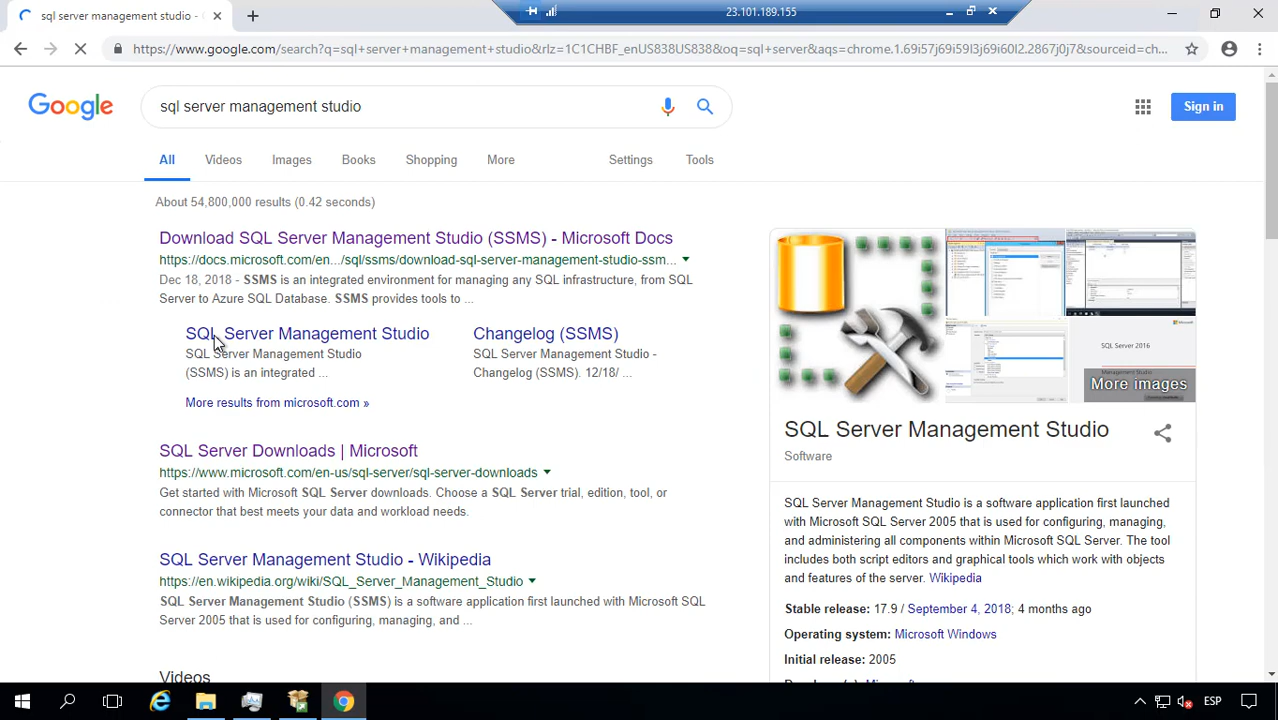 sql server management studio -
23.101.189.155
https://www.google.com/search?q=sql+server+management+studio&rlz=1C1CHBF_enUS838US838&oq=sql+server&aqs=chrome.1.69i57j69i59l3j69i60l2.2867j0j7&sourceid=ch...
Google
sql server management studio
Sign in
All Videos Images Books Shopping More Settings Tools
About 54,800,000 results (0.42 seconds)
Download SQL Server Management Studio (SSMS) - Microsoft Docs
https://docs.microsoft.com/en.../sql/ssms/download-sql-server-management-studio-ssm...
Dec 18, 2018 - SSMS is an integrated environment for managing any SQL infrastructure, from SQL
Server to Azure SQL Database. SSMS provides tools to ...
SQL Server Management Studio
SQL Server Management Studio
(SSMS) is an integrated ...
Changelog (SSMS)
SQL Server Management Studio -
Changelog (SSMS). 12/18/ ...
More results from microsoft.com »
SQL Server Downloads | Microsoft
https://www.microsoft.com/en-us/sql-server/sql-server-downloads
Get started with Microsoft SQL Server downloads. Choose a SQL Server trial, edition, tool, or
connector that best meets your data and workload needs.
SQL Server Management Studio - Wikipedia
https://en.wikipedia.org/wiki/SQL_Server_Management_Studio
SQL Server Management Studio (SSMS) is a software application first launched with Microsoft SQL
Server 2005 that is used for configuring, managing, and ...
Videos
Microsoft
SQL Server 2016
More images
SQL Server Management Studio
Software
SQL Server Management Studio is a software application first launched
with Microsoft SQL Server 2005 that is used for configuring, managing,
and administering all components within Microsoft SQL Server. The tool
includes both script editors and graphical tools which work with objects
and features of the server. Wikipedia
Stable release: 17.9 / September 4, 2018; 4 months ago
Operating system: Microsoft Windows
Initial release: 2005
ESP